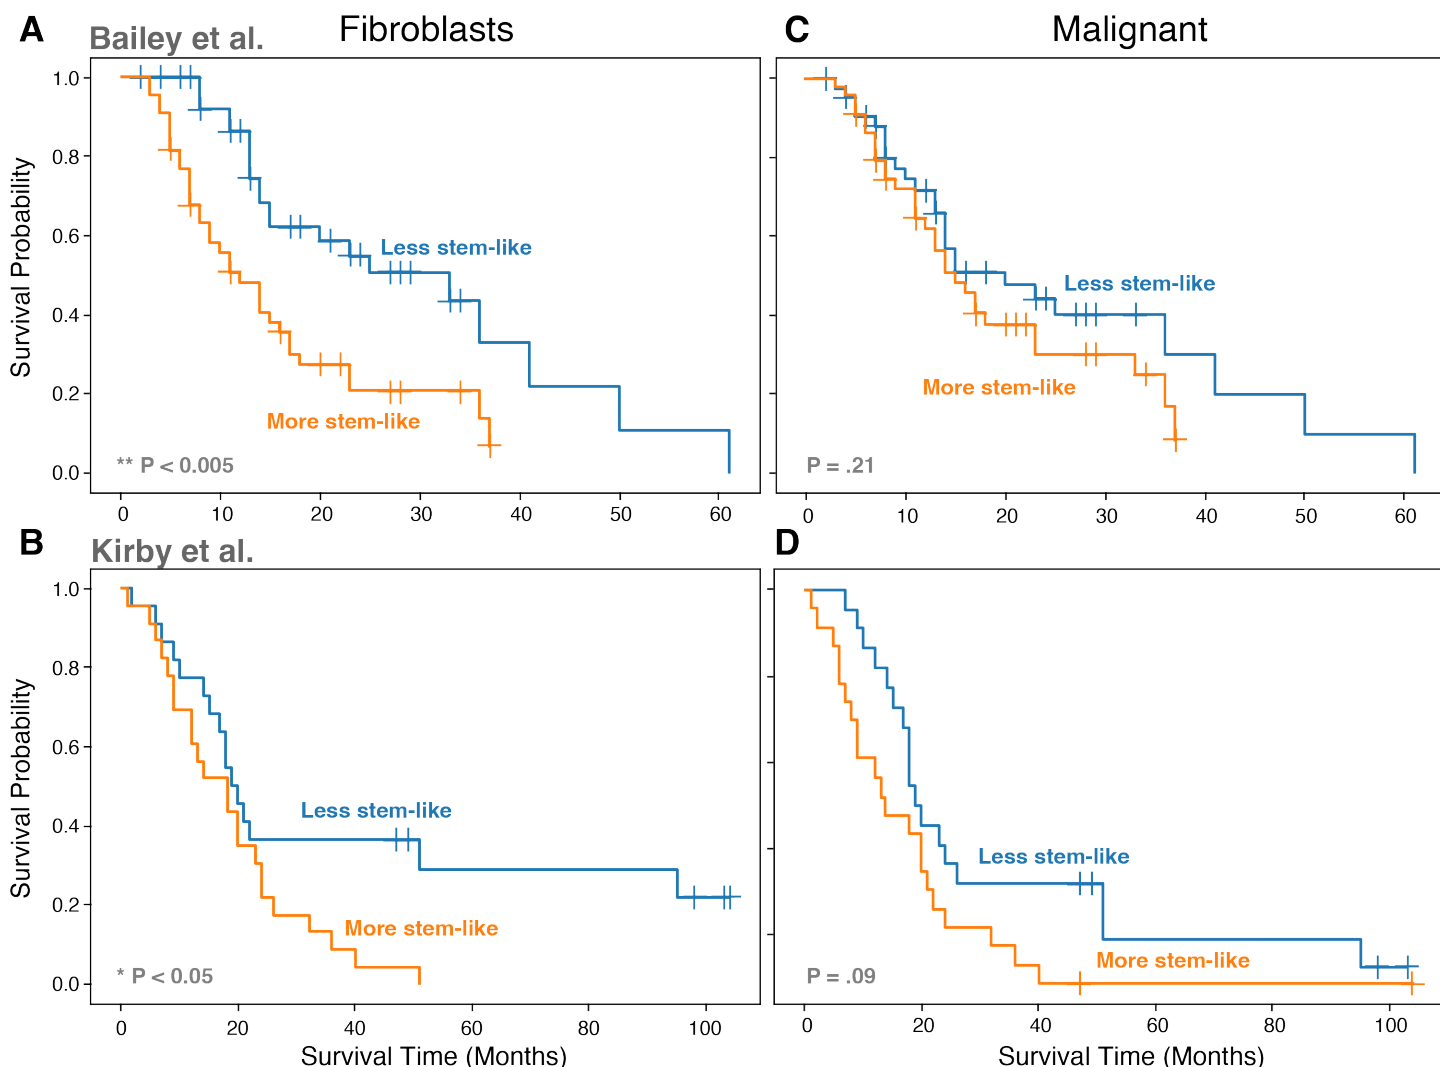 A
Bailey et al.
Fibroblasts
C
Malignant
Survival Probability
1.0
0.8
0.6
0.4
0.2
0.0
Less stem-like
More stem-like
** P < 0.005
0 10 20 30 40 50 60
Less stem-like
More stem-like
P = .21
0 10 20 30 40 50 60
B
Kirby et al.
D
Survival Probability
1.0
0.8
0.6
0.4
0.2
0.0
Less stem-like
More stem-like
* P < 0.05
0 20 40 60 80 100
Survival Time (Months)
Less stem-like
More stem-like
P = .09
0 20 40 60 80 100
Survival Time (Months)